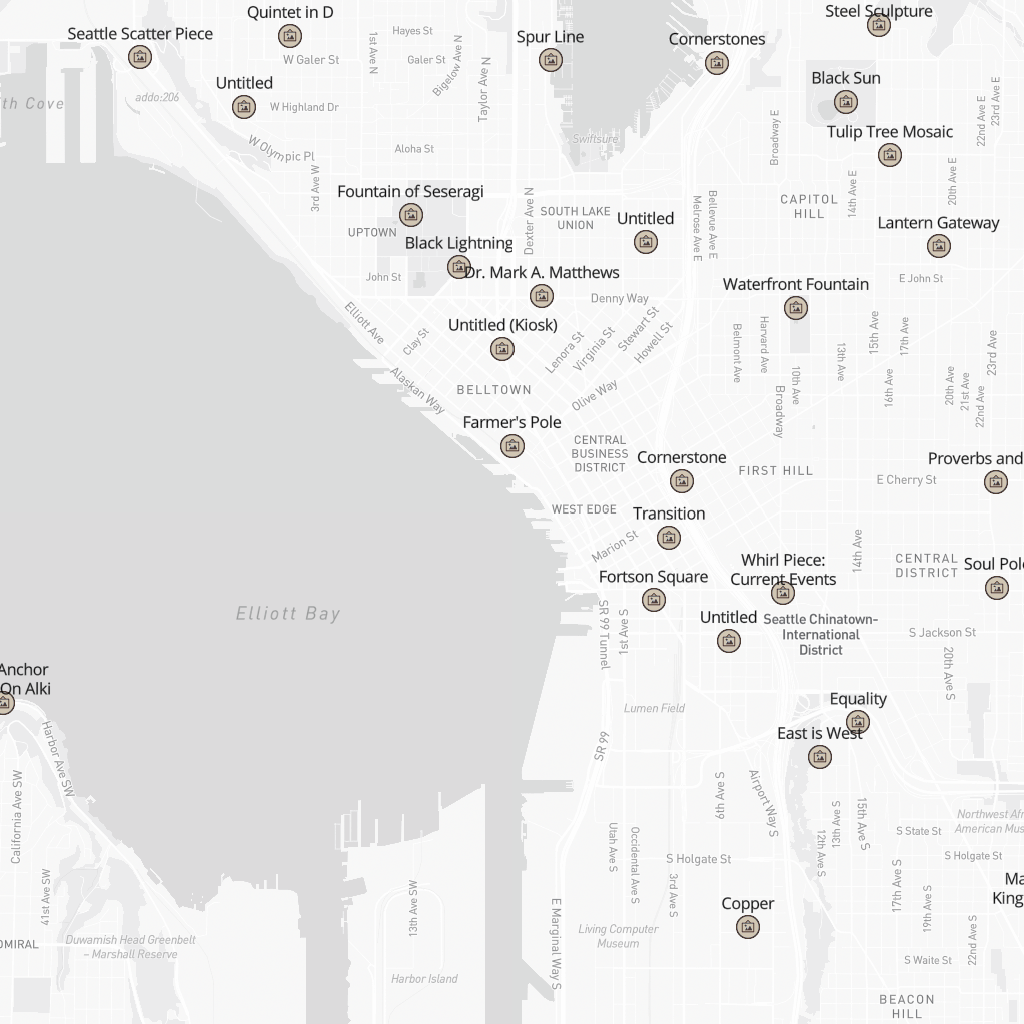 Quintet in D
Steel Sculpture
Hayes St
Seattle Scatter Piece
Spur Line
Cornerstones
1st Ave N
W Galer St
Galer St
Bigelow Ave N
Taylor Ave N
Untitled
Black Sun
addo:206
W Highland Dr
22nd Ave E
23rd Ave E
Tulip Tree Mosaic
Broadway E
Swiftsure
W Olympic Pl
Aloha St
3rd Ave W
Fountain of Seseragi
14th Ave E
20th Ave E
CAPITOL
HILL
Dexter Ave N
SOUTH LAKE
UNION
Untitled
Melrose Ave E
Bellevue Ave E
Lantern Gateway
UPTOWN
Black Lightning
John St
Dr. Mark A. Matthews
E John St
Waterfront Fountain
Denny Way
Elliott Ave
Untitled (Kiosk)
Clay St
Lenora St
Virginia St
Stewart St
Howell St
Belmont Ave
Harvard Ave
13th Ave
15th Ave
17th Ave
23rd Ave
Alaskan Way
BELLTOWN
Olive Way
10th Ave
Broadway
16th Ave
20th Ave
21st Ave
22nd Ave
Farmer's Pole
CENTRAL
BUSINESS
DISTRICT
Cornerstone
FIRST HILL
Proverbs and
E Cherry St
WEST EDGE
Transition
Marion St
14th Ave
Whirl Piece:
Current Events
CENTRAL
DISTRICT
Soul Pole
Fortson Square
Elliott Bay
SR 99 Tunnel
1st Ave S
Untitled
Seattle Chinatown-
International
District
S Jackson St
20th Ave S
Anchor
On Alki
Equality
Lumen Field
East is West
Harbor Ave SW
SR 99
6th Ave S
Airport Way S
California Ave SW
Utah Ave S
Occidental Ave S
12th Ave S
13th Ave S
15th Ave S
S State St
S Holgate St
S Holgate St
3rd Ave S
17th Ave S
19th Ave S
41st Ave SW
13th Ave SW
Copper
E Marginal Way S
Duwamish Head Greenbelt
– Marshall Reserve
Living Computer
Museum
22nd Ave S
S Waite St
Harbor Island
BEACON
HILL